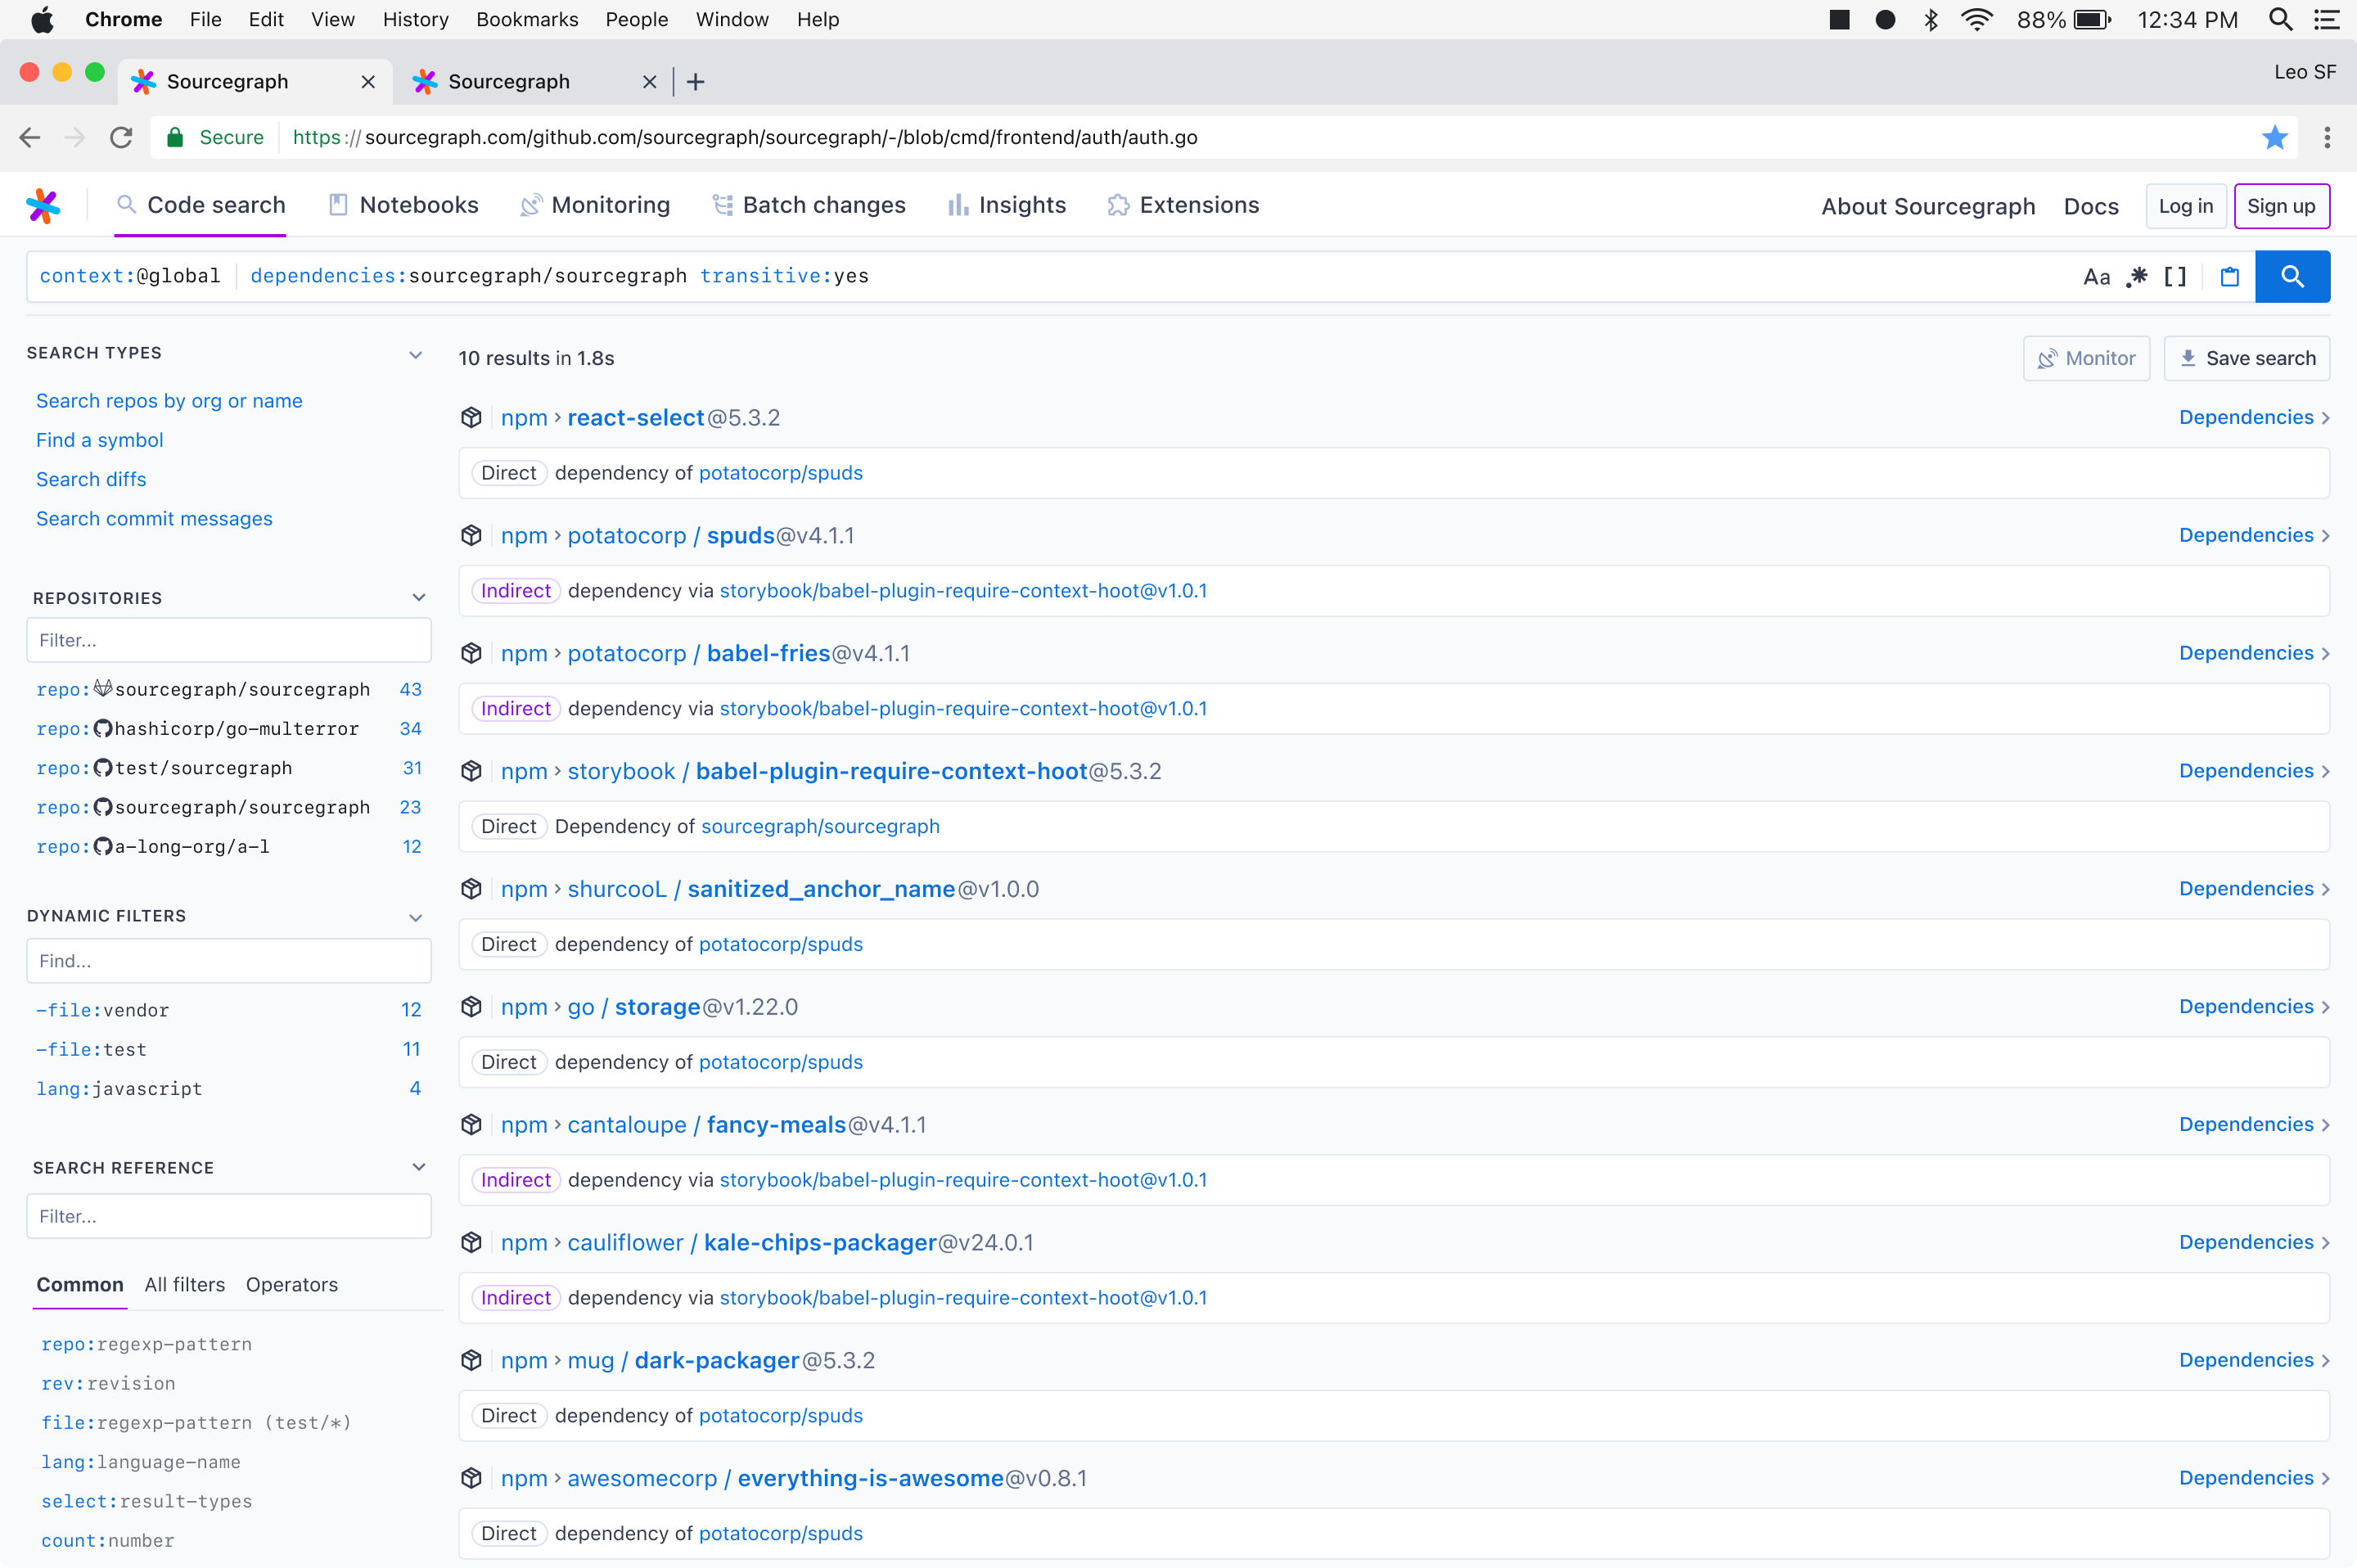 Chrome File Edit View History Bookmarks People Window Help 88% 12:34 PM
Sourcegraph Sourcegraph Leo SF
Secure https://sourcegraph.com/github.com/sourcegraph/sourcegraph/-/blob/cmd/frontend/auth/auth.go
Code search Notebooks Monitoring Batch changes Insights Extensions About Sourcegraph Docs Log in Sign up
context:@global dependencies:sourcegraph/sourcegraph transitive:yes Aa .* []
SEARCH TYPES
Search repos by org or name
Find a symbol
Search diffs
Search commit messages
REPOSITORIES
Filter...
repo:sourcegraph/sourcegraph 43
repo:hashicorp/go-multerror 34
repo:test/sourcegraph 31
repo:sourcegraph/sourcegraph 23
repo:a-long-org/a-l 12
DYNAMIC FILTERS
Find...
-file:vendor 12
-file:test 11
lang:javascript 4
SEARCH REFERENCE
Filter...
Common All filters Operators
repo:regexp-pattern
rev:revision
file:regexp-pattern (test/*)
lang:language-name
select:result-types
count:number
10 results in 1.8s Monitor Save search
npm › react-select@5.3.2 Dependencies >
Direct dependency of potatocorp/spuds
npm › potatocorp / spuds@v4.1.1 Dependencies >
Indirect dependency via storybook/babel-plugin-require-context-hoot@v1.0.1
npm › potatocorp / babel-fries@v4.1.1 Dependencies >
Indirect dependency via storybook/babel-plugin-require-context-hoot@v1.0.1
npm › storybook / babel-plugin-require-context-hoot@5.3.2 Dependencies >
Direct Dependency of sourcegraph/sourcegraph
npm › shurcooL / sanitized_anchor_name@v1.0.0 Dependencies >
Direct dependency of potatocorp/spuds
npm › go / storage@v1.22.0 Dependencies >
Direct dependency of potatocorp/spuds
npm › cantaloupe / fancy-meals@v4.1.1 Dependencies >
Indirect dependency via storybook/babel-plugin-require-context-hoot@v1.0.1
npm › cauliflower / kale-chips-packager@v24.0.1 Dependencies >
Indirect dependency via storybook/babel-plugin-require-context-hoot@v1.0.1
npm › mug / dark-packager@5.3.2 Dependencies >
Direct dependency of potatocorp/spuds
npm › awesomecorp / everything-is-awesome@v0.8.1 Dependencies >
Direct dependency of potatocorp/spuds